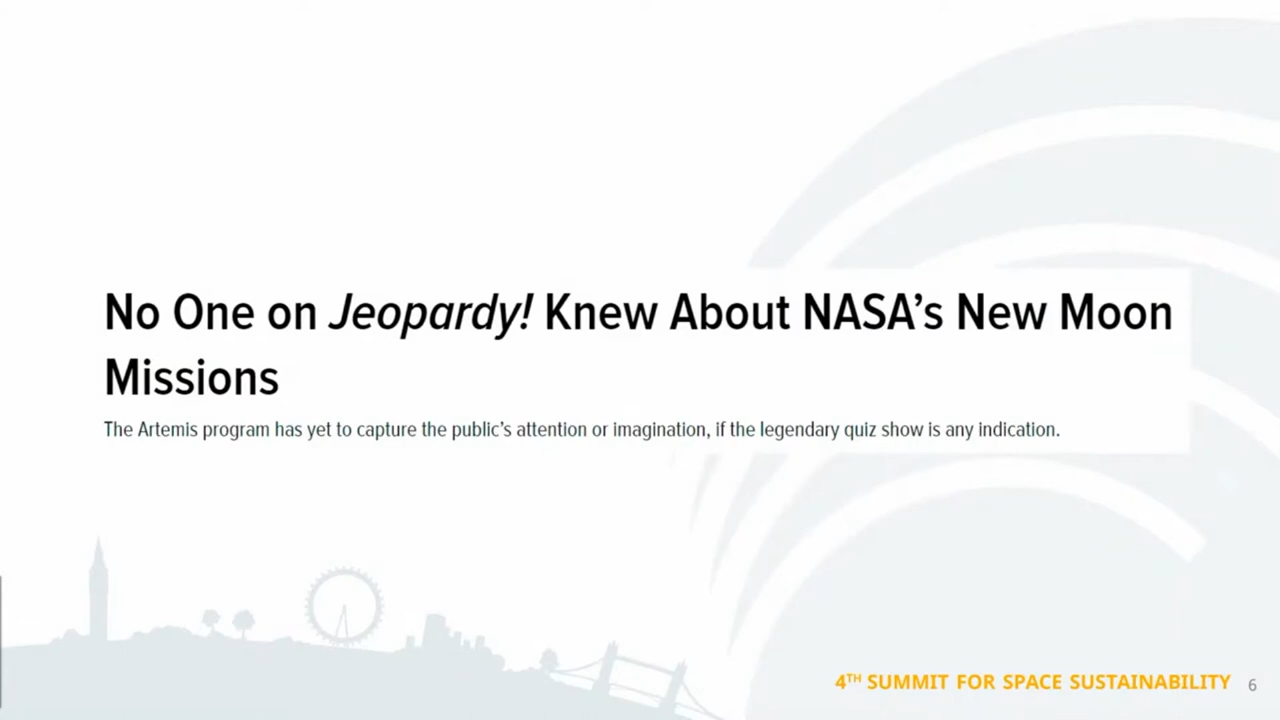 No One on Jeopardy! Knew About NASA’s New Moon
Missions
The Artemis program has yet to capture the public’s attention or imagination, if the legendary quiz show is any indication.
4TH SUMMIT FOR SPACE SUSTAINABILITY 6